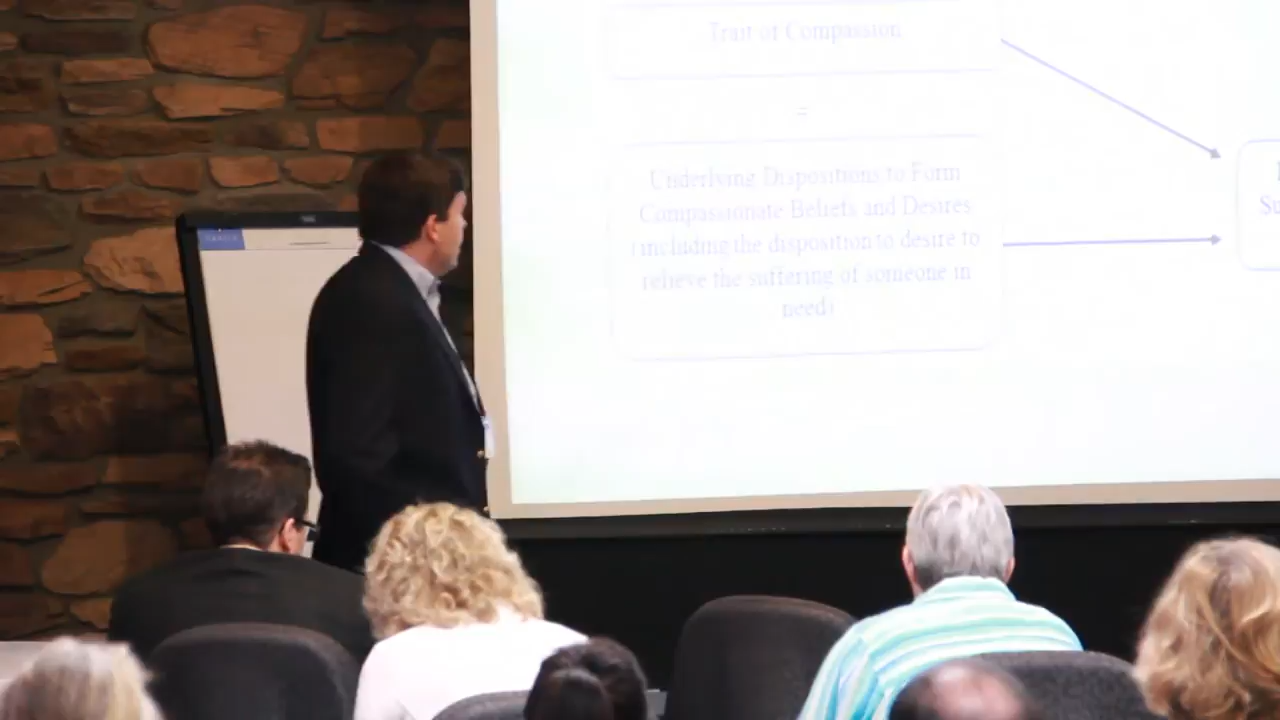 Trait of Compassion
=
Underlying Dispositions to Form
Compassionate Beliefs and Desires
(including the disposition to desire to
relieve the suffering of someone in
need)
Su